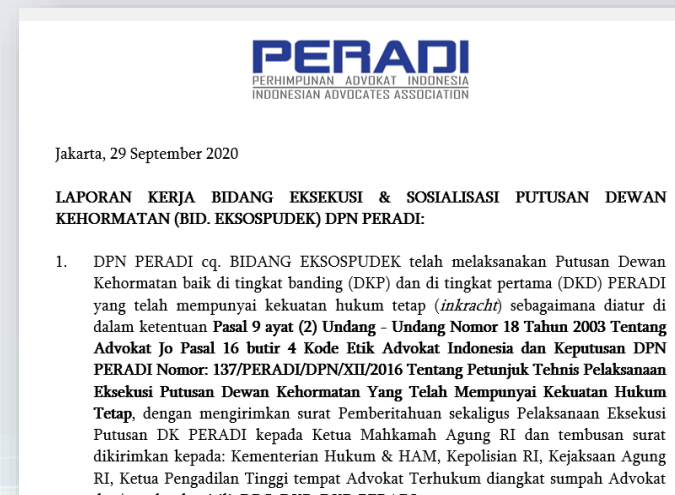 PERADI
PERHIMPUNAN ADVOKAT INDONESIA
INDONESIAN ADVOCATES ASSOCIATION
Jakarta, 29 September 2020
LAPORAN KERJA BIDANG EKSEKUSI & SOSIALISASI PUTUSAN DEWAN
KEHORMATAN (BID. EKSOSPUDEK) DPN PERADI:
1. DPN PERADI cq. BIDANG EKSOSPUDEK telah melaksanakan Putusan Dewan
Kehormatan baik di tingkat banding (DKP) dan di tingkat pertama (DKD) PERADI
yang telah mempunyai kekuatan hukum tetap (inkracht) sebagaimana diatur di
dalam ketentuan Pasal 9 ayat (2) Undang - Undang Nomor 18 Tahun 2003 Tentang
Advokat Jo Pasal 16 butir 4 Kode Etik Advokat Indonesia dan Keputusan DPN
PERADI Nomor: 137/PERADI/DPN/XII/2016 Tentang Petunjuk Tehnis Pelaksanaan
Eksekusi Putusan Dewan Kehormatan Yang Telah Mempunyai Kekuatan Hukum
Tetap, dengan mengirimkan surat Pemberitahuan sekaligus Pelaksanaan Eksekusi
Putusan DK PERADI kepada Ketua Mahkamah Agung RI dan tembusan surat
dikirimkan kepada: Kementerian Hukum & HAM, Kepolisian RI, Kejaksaan Agung
RI, Ketua Pengadilan Tinggi tempat Advokat Terhukum diangkat sumpah Advokat